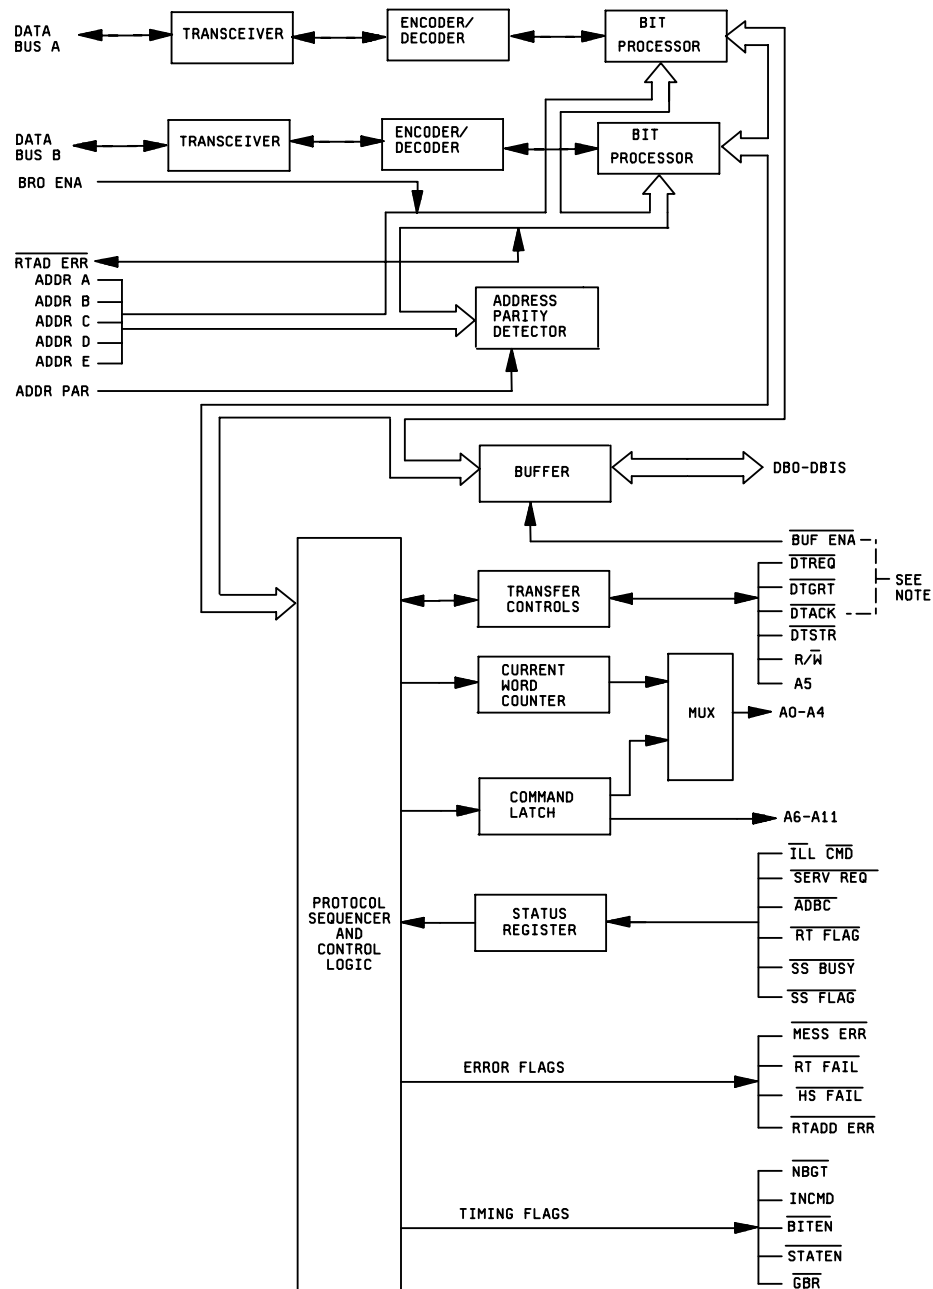 DATA
BUS A
TRANSCEIVER
ENCODER/
DECODER
BIT
PROCESSOR
DATA
BUS B
TRANSCEIVER
ENCODER/
DECODER
BIT
PROCESSOR
BRO ENA
RTAD ERR
ADDR A
ADDR B
ADDR C
ADDR D
ADDR E
ADDR PAR
ADDRESS
PARITY
DETECTOR
BUFFER
DBO-DBIS
BUF ENA
DTREQ
DTGRT
DTACK
DTSTR
R/W
A5
SEE
NOTE
TRANSFER
CONTROLS
CURRENT
WORD
COUNTER
MUX
AO-A4
COMMAND
LATCH
A6-A11
PROTOCOL
SEQUENCER
AND
CONTROL
LOGIC
STATUS
REGISTER
ILL CMD
SERV REQ
ADBC
RT FLAG
SS BUSY
SS FLAG
ERROR FLAGS
MESS ERR
RT FAIL
HS FAIL
RTADD ERR
TIMING FLAGS
NBGT
INCMD
BITEN
STATEN
GBR